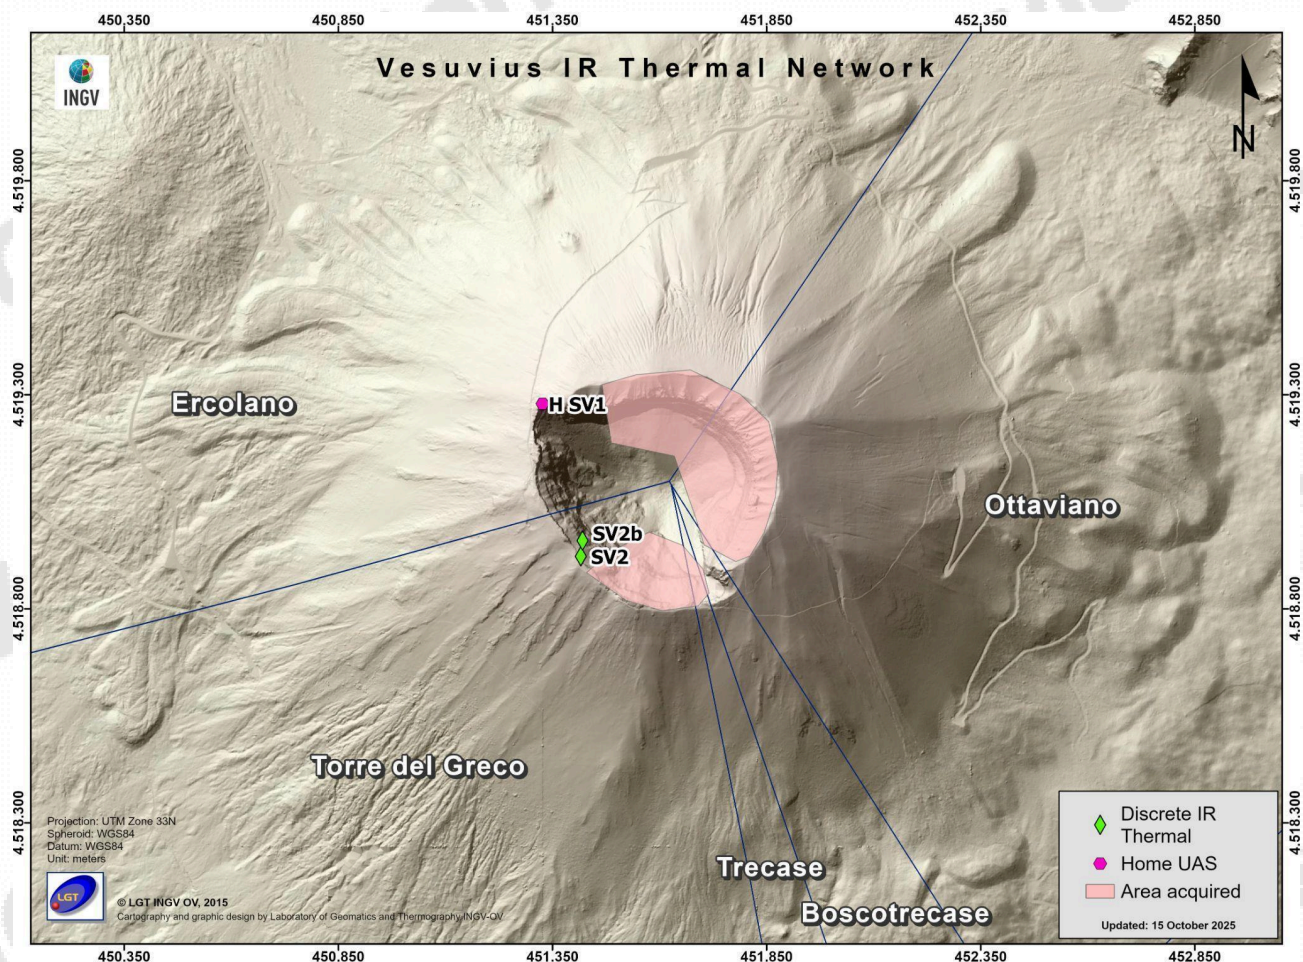 450.350 450.850 451.350 451.850 452.350 452.850
Vesuvius IR Thermal Network
INGV
N
4.519.800 4.519.800
4.519.300 4.519.300
H SV1
Ercolano
Ottaviano
SV2b
SV2
4.518.800 4.518.800
Torre del Greco
4.518.300 4.518.300
Projection: UTM Zone 33N
Spheroid: WGS84
Datum: WGS84
Unit: meters
Trecase
Boscotrecase
LGT
© LGT INGV OV, 2015
Cartography and graphic design by Laboratory of Geomatics and Thermography INGV-OV
Discrete IR
Thermal
Home UAS
Area acquired
Updated: 15 October 2025
450.350 450.850 451.350 451.850 452.350 452.850